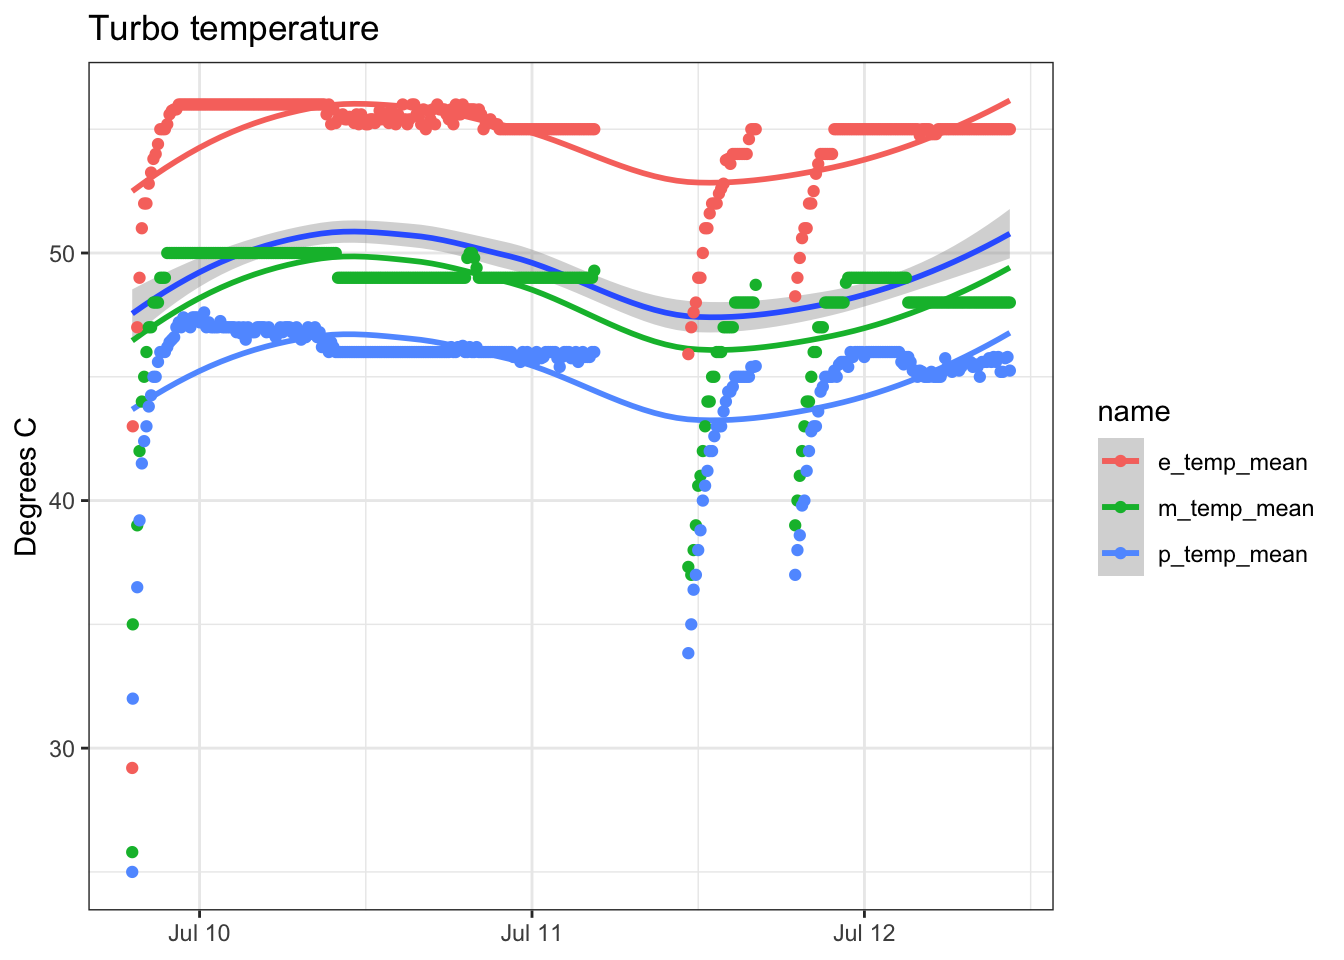 Turbo temperature
Degrees C
50
40
30
Jul 10
Jul 11
Jul 12
name
e_temp_mean
m_temp_mean
p_temp_mean